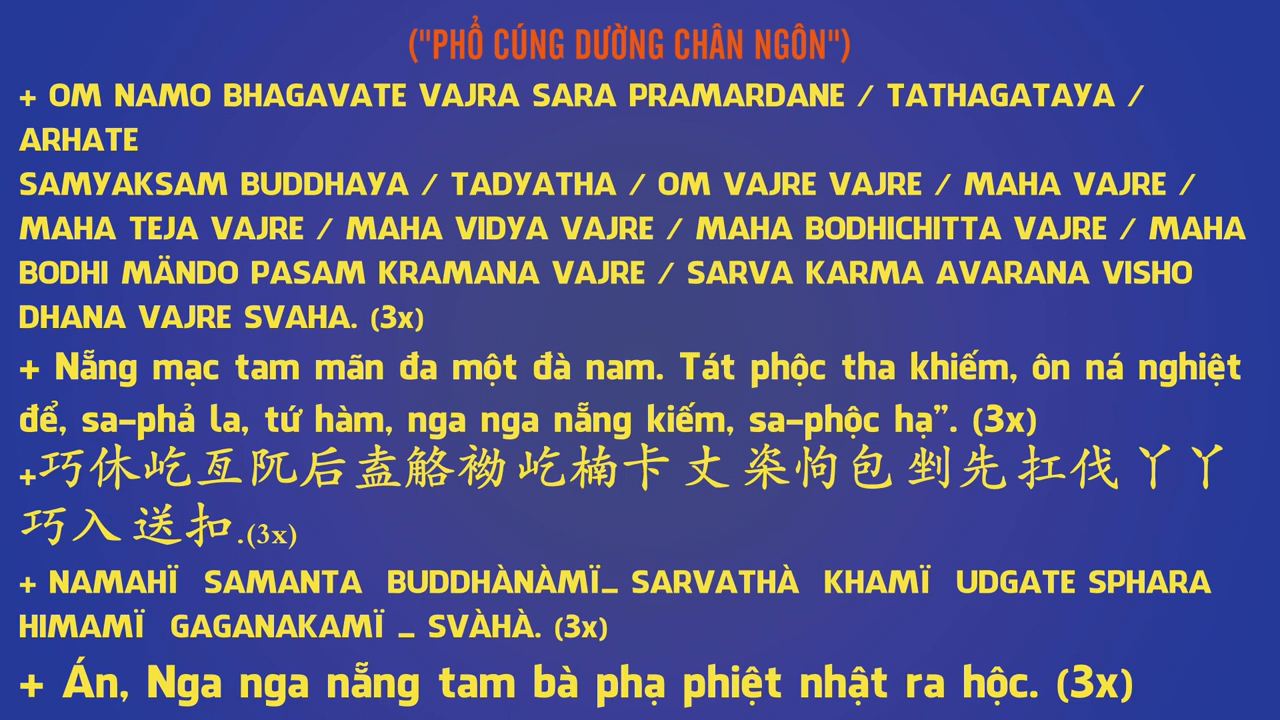 ("PHỔ CÚNG DƯỜNG CHÂN NGÔN")
+ OM NAMO BHAGAVATE VAJRA SARA PRAMARDANE / TATHAGATAYA /
ARHATE
SAMYAKSAM BUDDHAYA / TADYATHA / OM VAJRE VAJRE / MAHA VAJRE /
MAHA TEJA VAJRE / MAHA VIDYA VAJRE / MAHA BODHICHITTA VAJRE / MAHA
BODHI MÄNDO PASAM KRAMANA VAJRE / SARVA KARMA AVARANA VISHO
DHANA VAJRE SVAHA. (3x)
+ Nẵng mạc tam mãn đa một đà nam. Tát phộc tha khiếm, ôn ná nghiệt
để, sa-phả la, tứ hàm, nga nga nẵng kiếm, sa-phộc hạ”. (3x)
+巧休屹亙阢后盍觡袎屹楠卡丈粢怐包剉先扛伐丫丫
巧入送扣.(3x)
+ NAMAHÏ SAMANTA BUDDHÀNÀMÏ_ SARVATHÀ KHAMÏ UDGATE SPHARA
HIMAMÏ GAGANAKAMÏ _ SVÀHÀ. (3x)
+ Án, Nga nga nẵng tam bà phạ phiệt nhật ra hộc. (3x)